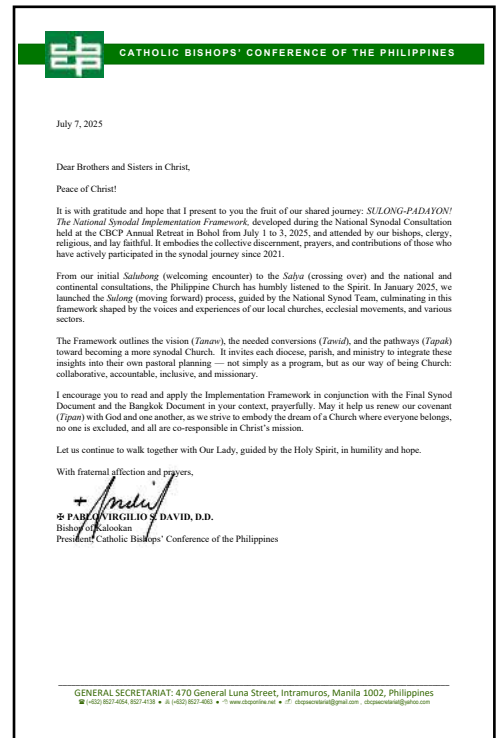 CATHOLIC BISHOPS' CONFERENCE OF THE PHILIPPINES
July 7, 2025
Dear Brothers and Sisters in Christ,
Peace of Christ!
It is with gratitude and hope that I present to you the fruit of our shared journey: SULONG-PADAYON!
The National Synodal Implementation Framework, developed during the National Synodal Consultation
held at the CBCP Annual Retreat in Bohol from July 1 to 3, 2025, and attended by our bishops, clergy,
religious, and lay faithful. It embodies the collective discernment, prayers, and contributions of those who
have actively participated in the synodal journey since 2021.
From our initial Salubong (welcoming encounter) to the Salya (crossing over) and the national and
continental consultations, the Philippine Church has humbly listened to the Spirit. In January 2025, we
launched the Sulong (moving forward) process, guided by the National Synod Team, culminating in this
framework shaped by the voices and experiences of our local churches, ecclesial movements, and various
sectors.
The Framework outlines the vision (Tanaw), the needed conversions (Tawid), and the pathways (Tapak)
toward becoming a more synodal Church. It invites each diocese, parish, and ministry to integrate these
insights into their own pastoral planning — not simply as a program, but as our way of being Church:
collaborative, accountable, inclusive, and missionary.
I encourage you to read and apply the Implementation Framework in conjunction with the Final Synod
Document and the Bangkok Document in your context, prayerfully. May it help us renew our covenant
(Tipan) with God and one another, as we strive to embody the dream of a Church where everyone belongs,
no one is excluded, and all are co-responsible in Christ's mission.
Let us continue to walk together with Our Lady, guided by the Holy Spirit, in humility and hope.
With fraternal affection and prayers,
✠ PABLO VIRGILIO S. DAVID, D.D.
Bishop of Kalookan
President, Catholic Bishops' Conference of the Philippines
GENERAL SECRETARIAT: 470 General Luna Street, Intramuros, Manila 1002, Philippines
☎ (+632) 8527-4054, 8527-4138 ● (+632) 8527-4063 ● www.cbcponline.net ● cbcpsecretariat@gmail.com , cbcpsecretariat@yahoo.com